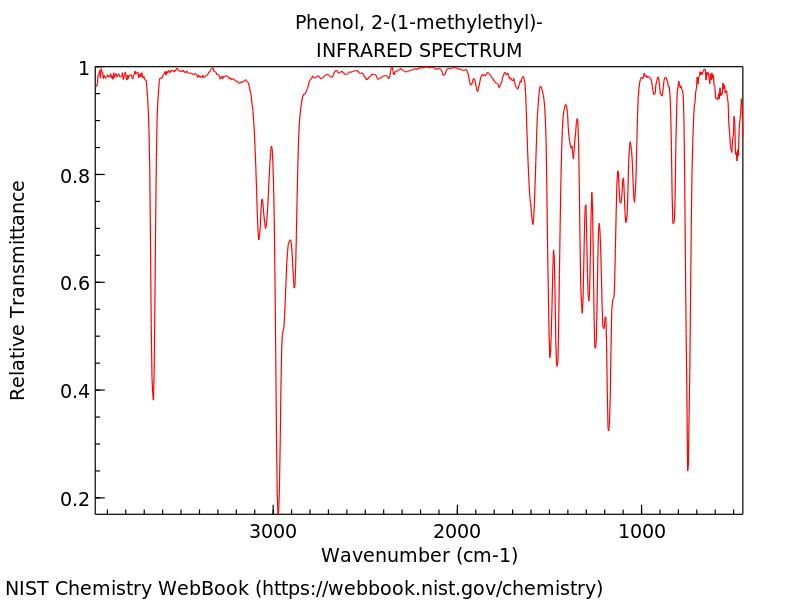 Phenol, 2-(1-methylethyl)-
INFRARED SPECTRUM
1
0.8
0.6
0.4
0.2
Relative Transmittance
3000 2000 1000
Wavenumber (cm-1)
NIST Chemistry WebBook (https://webbook.nist.gov/chemistry)